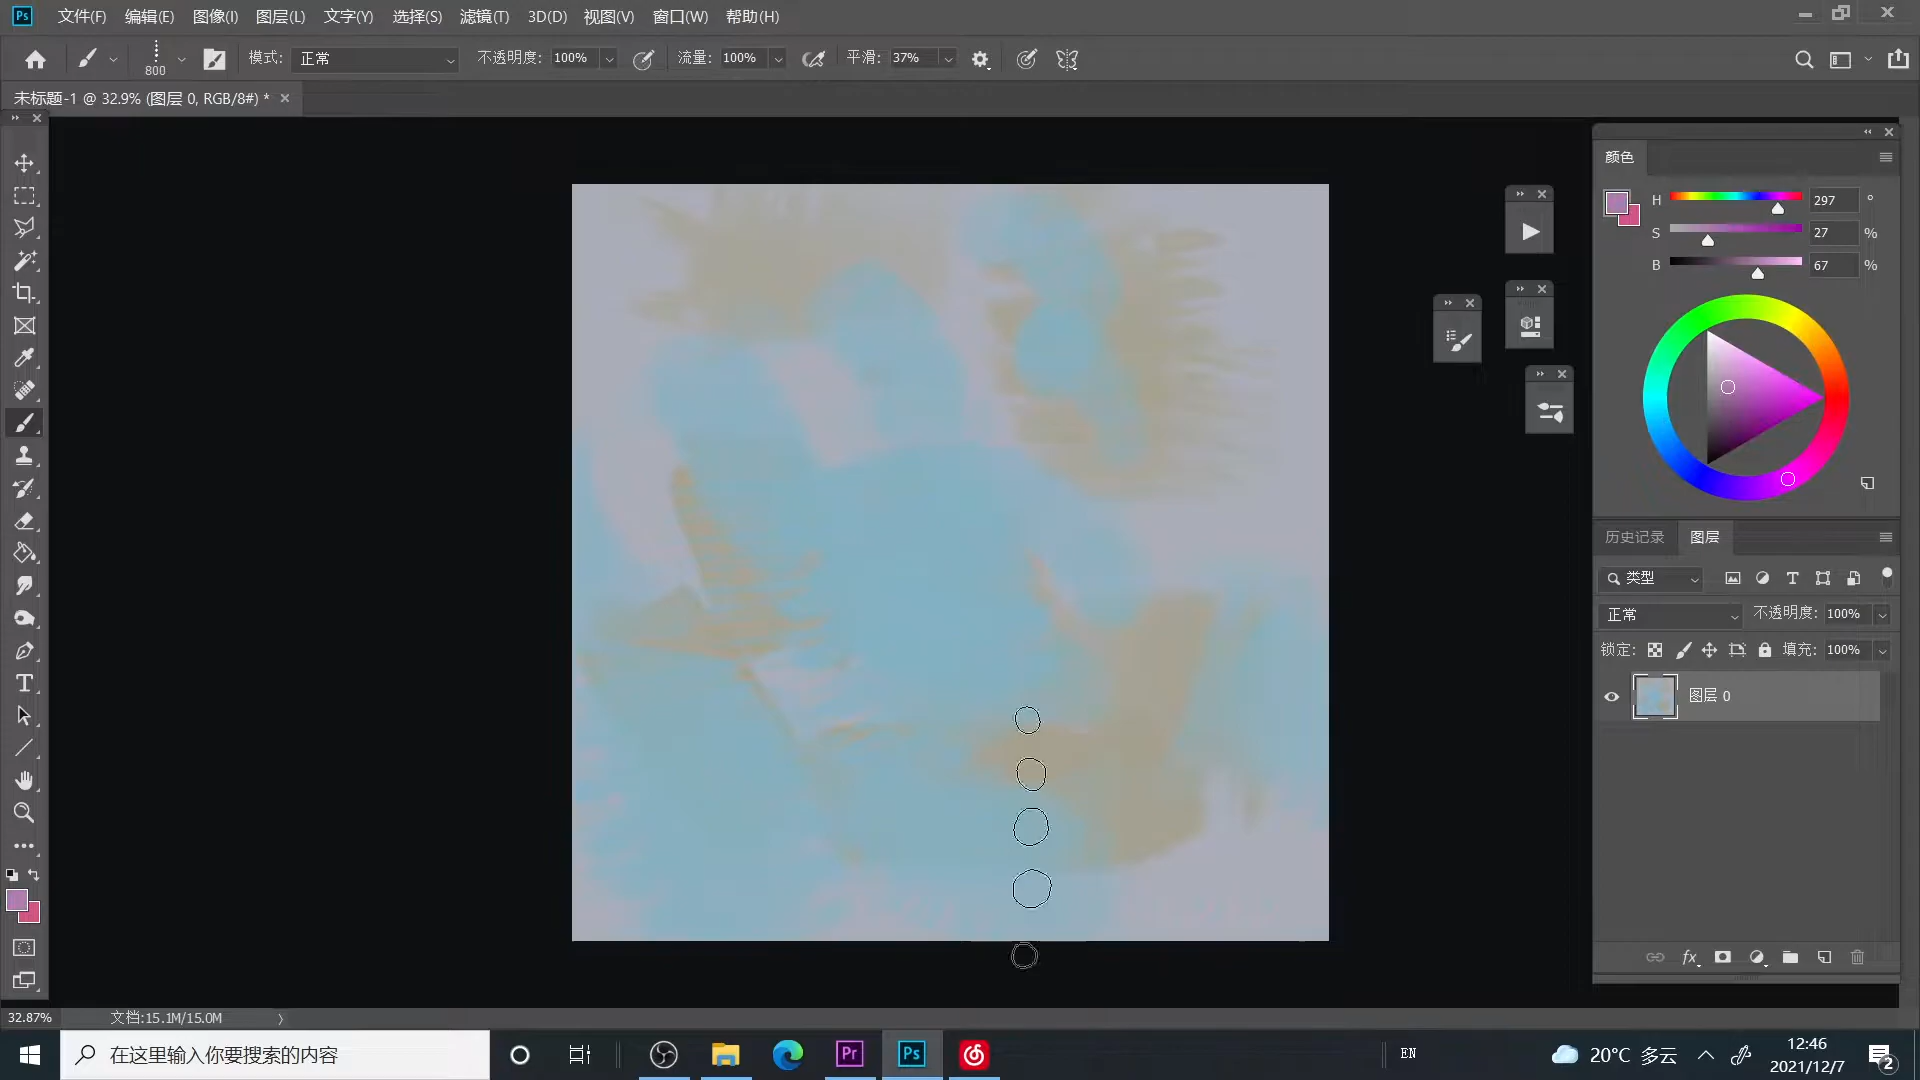 Ps 文件(F) 编辑(E) 图像(I) 图层(L) 文字(Y) 选择(S) 滤镜(T) 3D(D) 视图(V) 窗口(W) 帮助(H)
800 模式: 正常 不透明度: 100% 流量: 100% 平滑: 37%
未标题-1 @ 32.9% (图层 0, RGB/8#) *
颜色
H 297 °
S 27 %
B 67 %
历史记录 图层
类型
正常 不透明度: 100%
锁定: 填充: 100%
图层 0
fx
32.87% 文档:15.1M/15.0M
在这里输入你要搜索的内容 Pr Ps EN 20°C 多云 12:46
2021/12/7 2